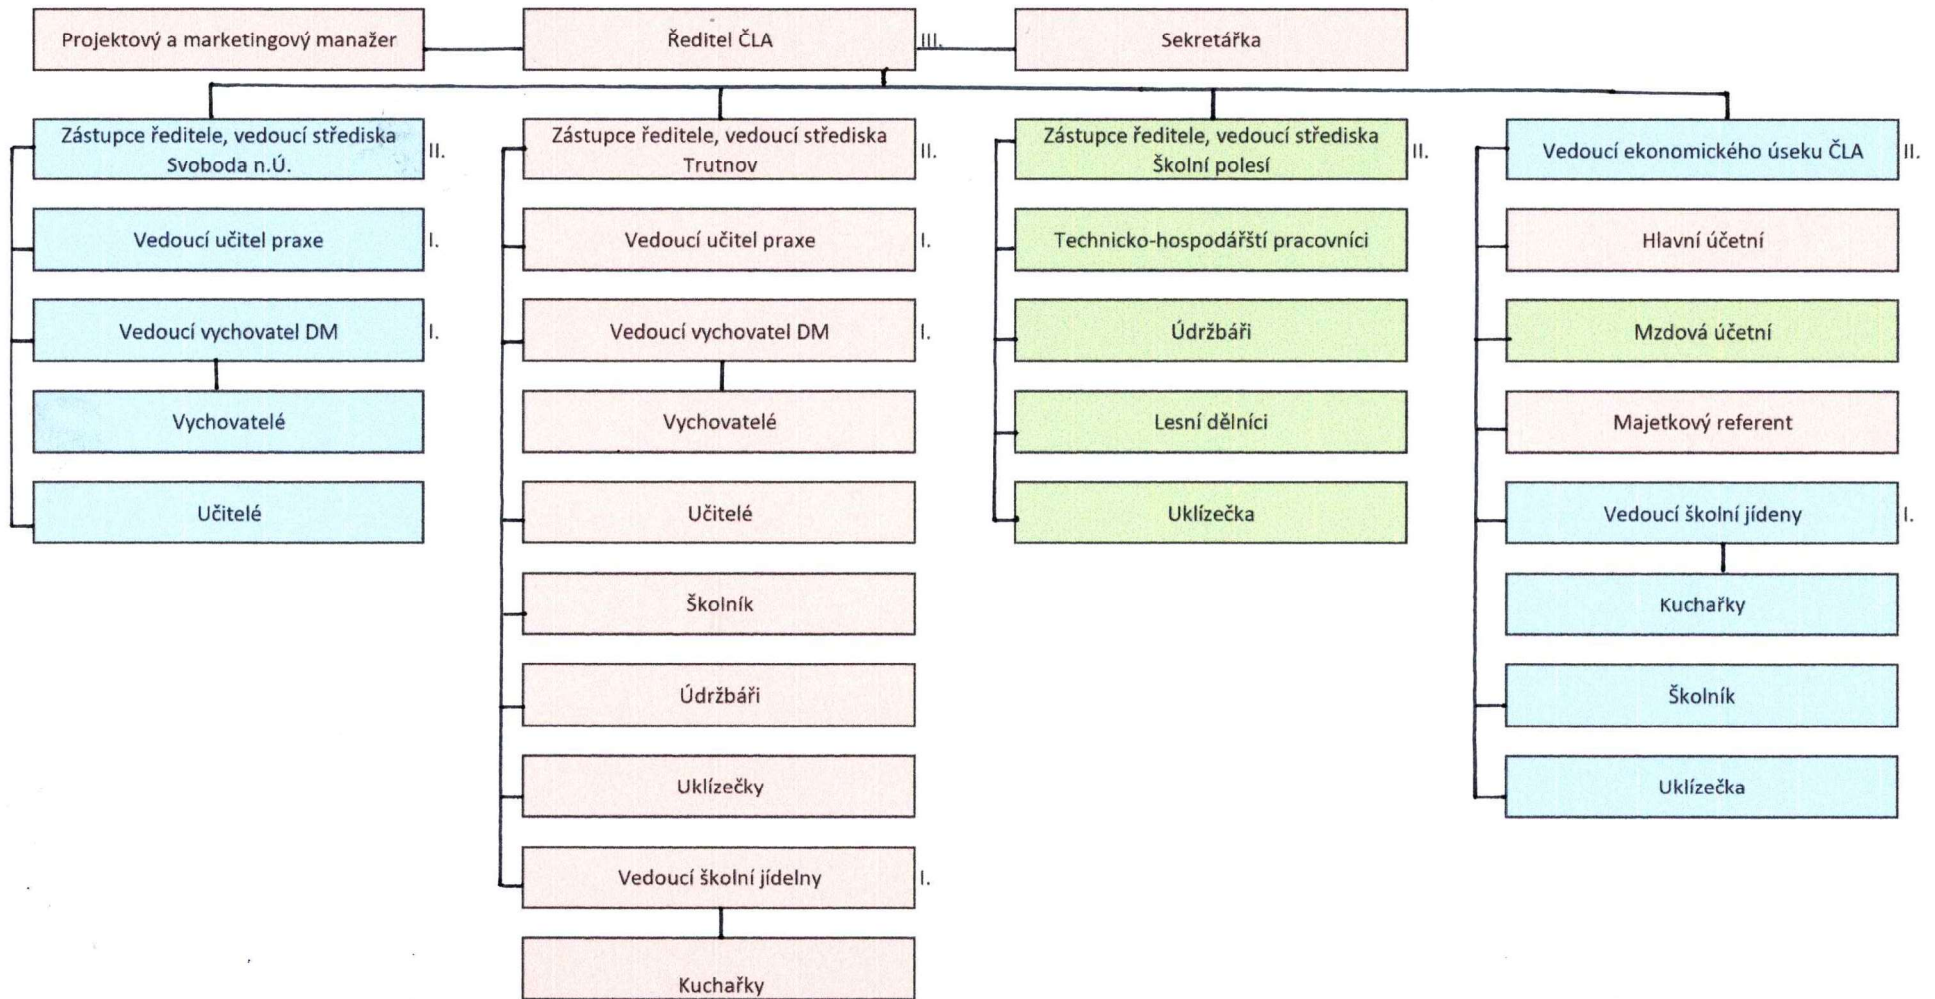 Projektový a marketingový manažer
Ředitel ČLA
III.
Sekretářka
Zástupce ředitele, vedoucí střediska
Svoboda n.Ú.
II.
Vedoucí učitel praxe
I.
Vedoucí vychovatel DM
I.
Vychovatelé
Učitelé
Zástupce ředitele, vedoucí střediska
Trutnov
II.
Vedoucí učitel praxe
I.
Vedoucí vychovatel DM
I.
Vychovatelé
Učitelé
Školník
Údržbáři
Uklízečky
Vedoucí školní jídelny
I.
Kuchařky
Zástupce ředitele, vedoucí střediska
Školní polesí
II.
Technicko-hospodářští pracovníci
Údržbáři
Lesní dělníci
Uklízečka
Vedoucí ekonomického úseku ČLA
II.
Hlavní účetní
Mzdová účetní
Majetkový referent
Vedoucí školní jídeny
I.
Kuchařky
Školník
Uklízečka